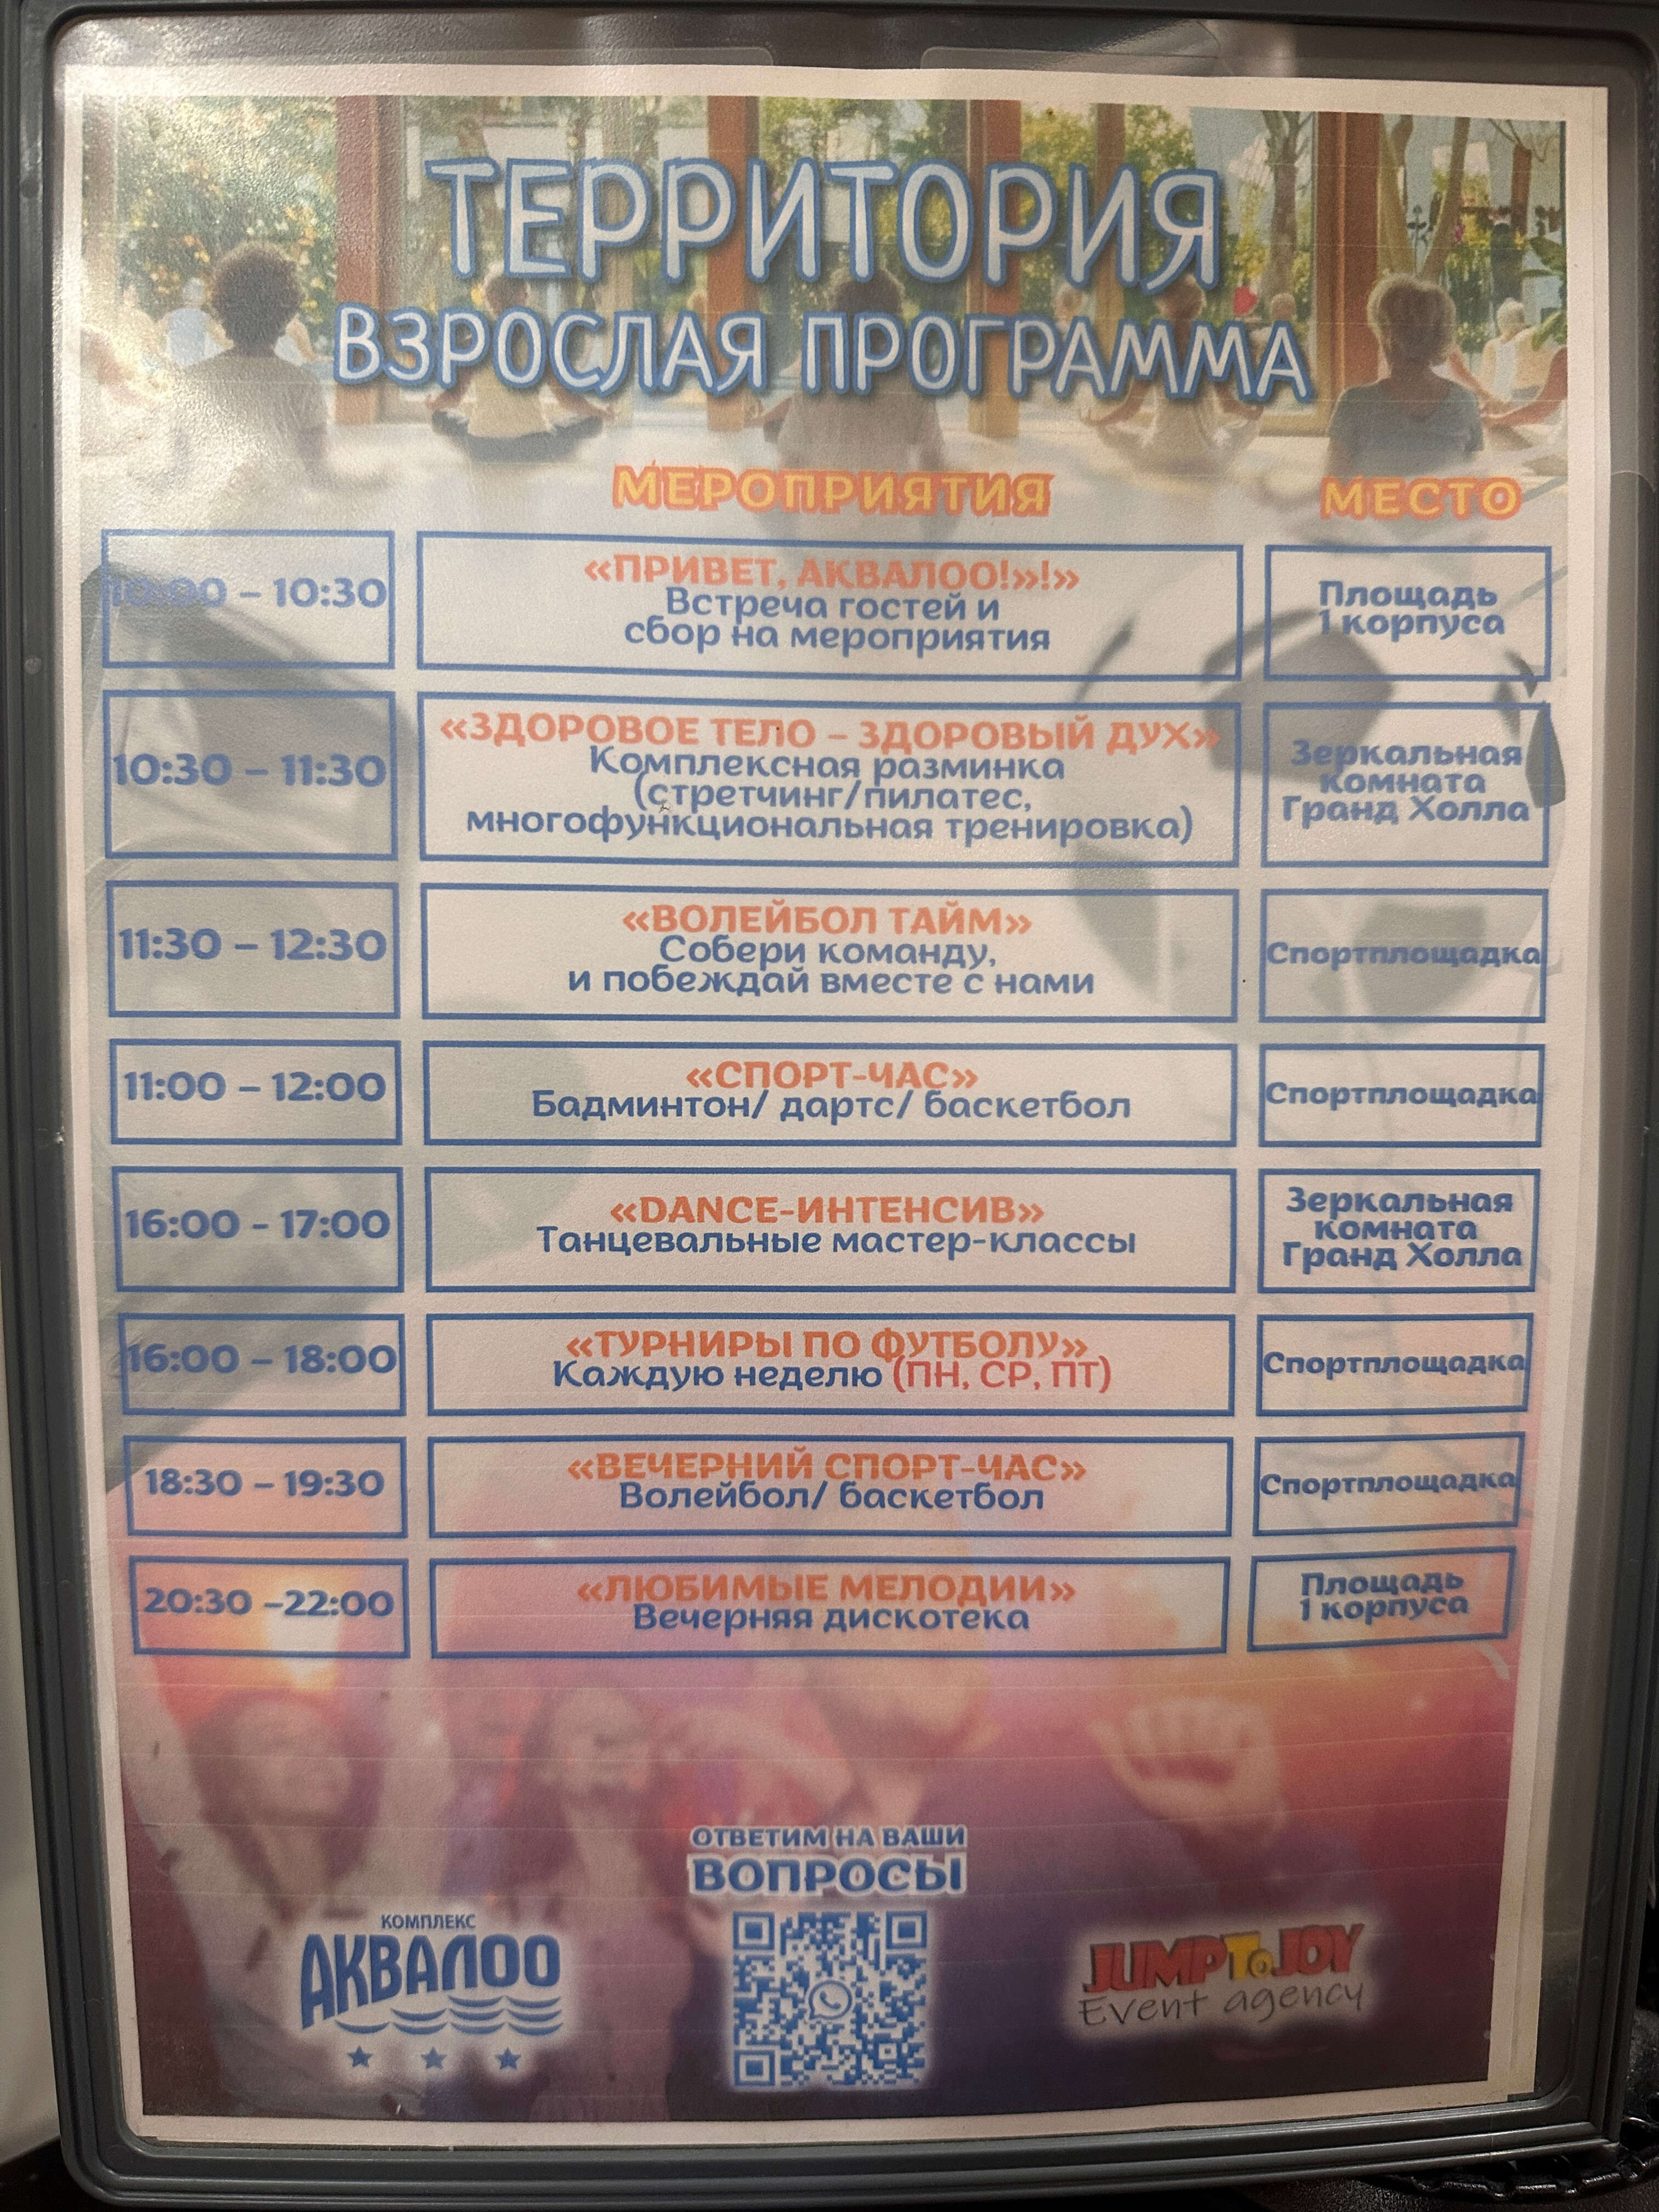 ТЕРРИТОРИЯ
ВЗРОСЛАЯ ПРОГРАММА
МЕРОПРИЯТИЯ
МЕСТО
10:00 – 10:30
«ПРИВЕТ, АКВАЛОО!»!»
Встреча гостей и
сбор на мероприятия
Площадь
1 корпуса
10:30 – 11:30
«ЗДОРОВОЕ ТЕЛО – ЗДОРОВЫЙ ДУХ»
Комплексная разминка
(стретчинг/пилатес,
многофункциональная тренировка)
Зеркальная
комната
Гранд Холла
11:30 – 12:30
«ВОЛЕЙБОЛ ТАЙМ»
Собери команду,
и побеждай вместе с нами
Спортплощадка
11:00 – 12:00
«СПОРТ-ЧАС»
Бадминтон/ дартс/ баскетбол
Спортплощадка
16:00 - 17:00
«DANCE-ИНТЕНСИВ»
Танцевальные мастер-классы
Зеркальная
комната
Гранд Холла
16:00 – 18:00
«ТУРНИРЫ ПО ФУТБОЛУ»
Каждую неделю (ПН, СР, ПТ)
Спортплощадка
18:30 – 19:30
«ВЕЧЕРНИЙ СПОРТ-ЧАС»
Волейбол/ баскетбол
Спортплощадка
20:30 –22:00
«ЛЮБИМЫЕ МЕЛОДИИ»
Вечерняя дискотека
Площадь
1 корпуса
ОТВЕТИМ НА ВАШИ
ВОПРОСЫ
КОМПЛЕКС
АКВАЛОО
JUMP To JOY
Event agency